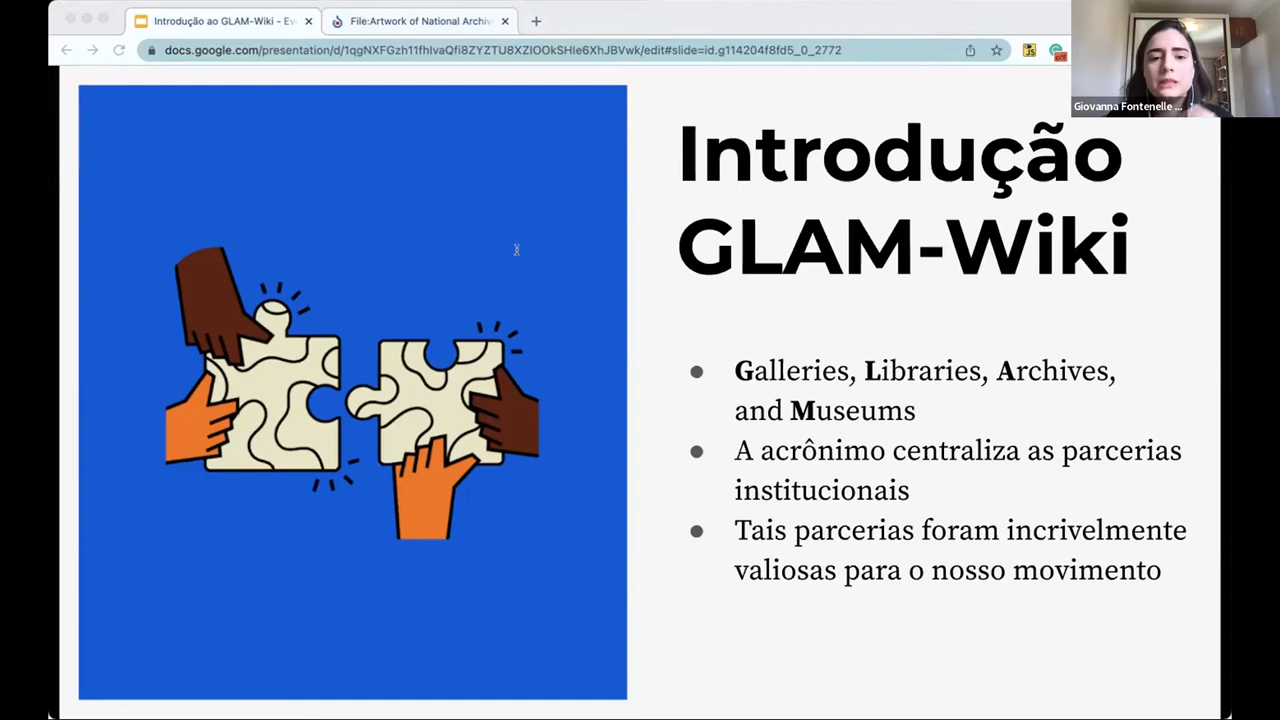 Introdução ao GLAM-Wiki - Ev
File:Artwork of National Archiv
docs.google.com/presentation/d/1qgNXFGzh11fhIvaQfi8ZYZTU8XZIOOkSHIe6XhJBVwk/edit#slide=id.g114204f8fd5_0_2772
JS
off
Giovanna Fontenelle ...
Introdução
GLAM-Wiki
● Galleries, Libraries, Archives,
and Museums
● A acrônimo centraliza as parcerias
institucionais
● Tais parcerias foram incrivelmente
valiosas para o nosso movimento